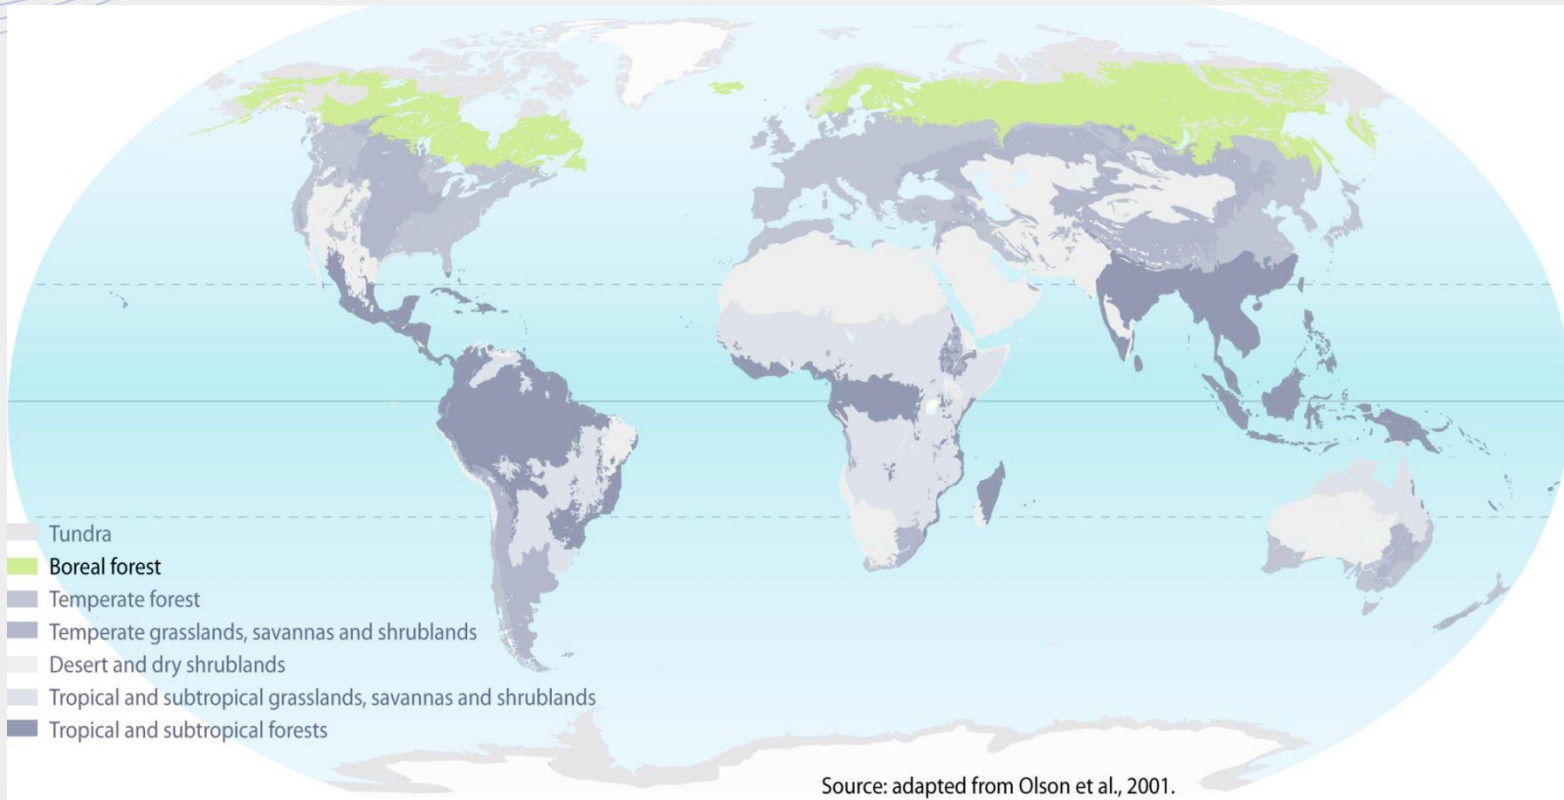 Tundra
Boreal forest
Temperate forest
Temperate grasslands, savannas and shrublands
Desert and dry shrublands
Tropical and subtropical grasslands, savannas and shrublands
Tropical and subtropical forests
Source: adapted from Olson et al., 2001.